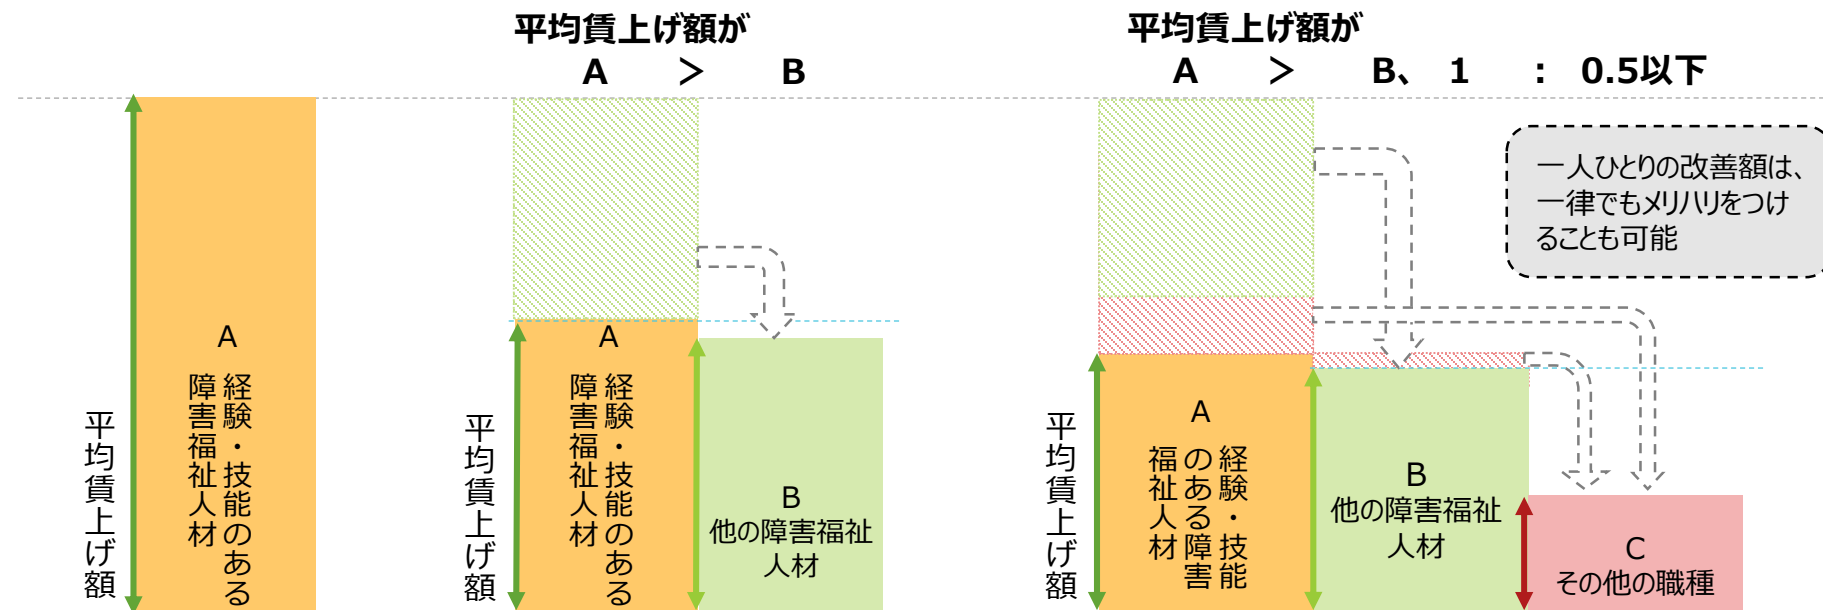 平均賃上げ額が
A ＞ B
平均賃上げ額が
A ＞ B、 1 : 0.5以下
一人ひとりの改善額は、
一律でもメリハリをつけ
ることも可能
平均賃上げ額
A
経験・技能のある
障害福祉人材
平均賃上げ額
A
経験・技能のある
障害福祉人材
B
他の障害福祉
人材
平均賃上げ額
A
経験・技能
のある障害
福祉人材
B
他の障害福祉
人材
C
その他の職種